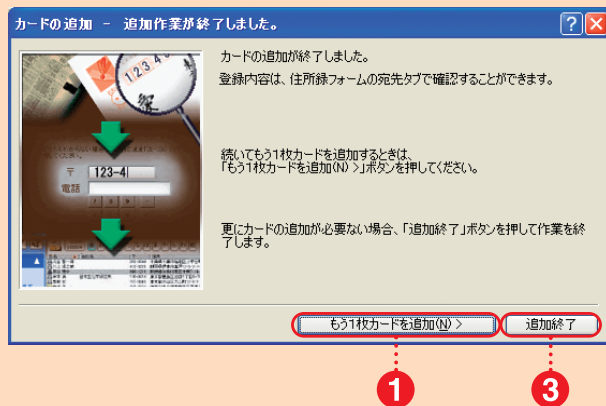 カードの追加 － 追加作業が終了しました。
カードの追加が終了しました。
登録内容は、住所録フォームの宛先タブで確認することができます。
続いてもう1枚カードを追加するときは、
「もう1枚カードを追加(N) >」ボタンを押してください。
更にカードの追加が必要ない場合、「追加終了」ボタンを押して作業を終
了します。
1234
〒 123-4
電話
7 8 9 -
もう1枚カードを追加(N) >
追加終了
1
3